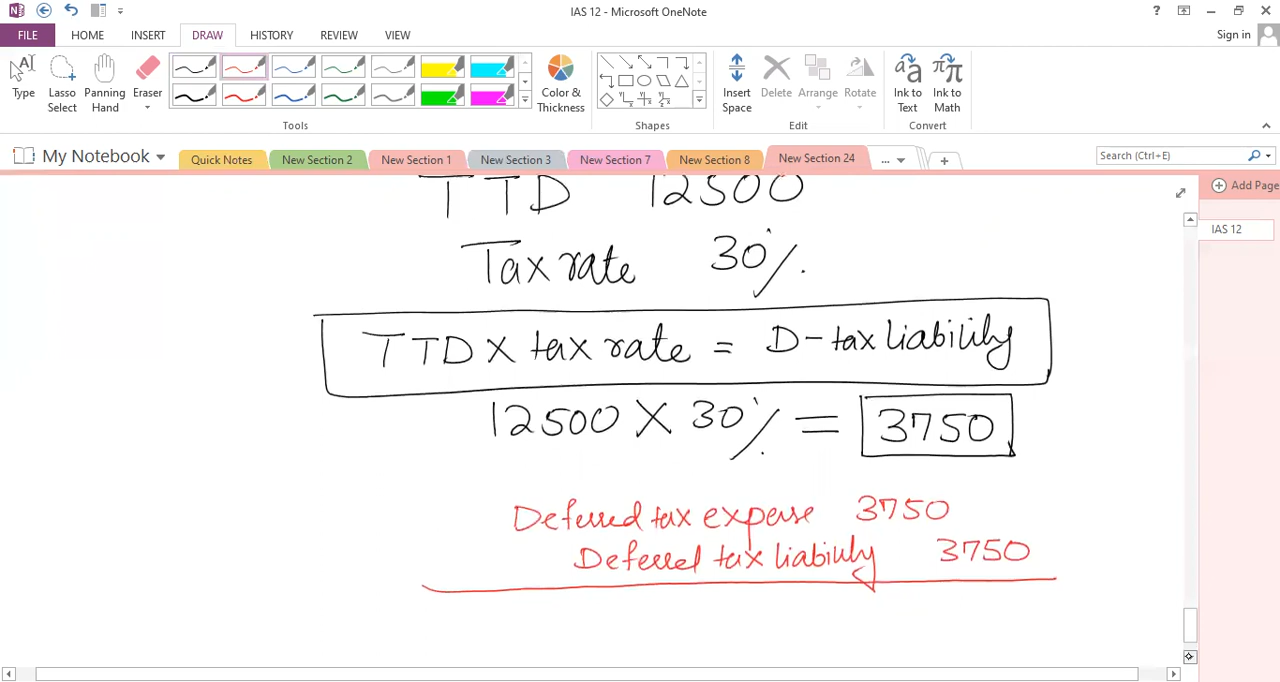 IAS 12 - Microsoft OneNote
?
FILE HOME INSERT DRAW HISTORY REVIEW VIEW
Sign in
Type
Lasso Select
Panning Hand
Eraser
Color & Thickness
Insert Space
Delete
Arrange
Rotate
Ink to Text
Ink to Math
Tools
Shapes
Edit
Convert
My Notebook
Quick Notes New Section 2 New Section 1 New Section 3 New Section 7 New Section 8 New Section 24 ...
Search (Ctrl+E)
Add Page
IAS 12
TTD 12500
Tax rate 30%
TTD X tax rate = D-tax liability
12500 X 30% = 3750
Deferred tax expense 3750
Deferred tax liability 3750